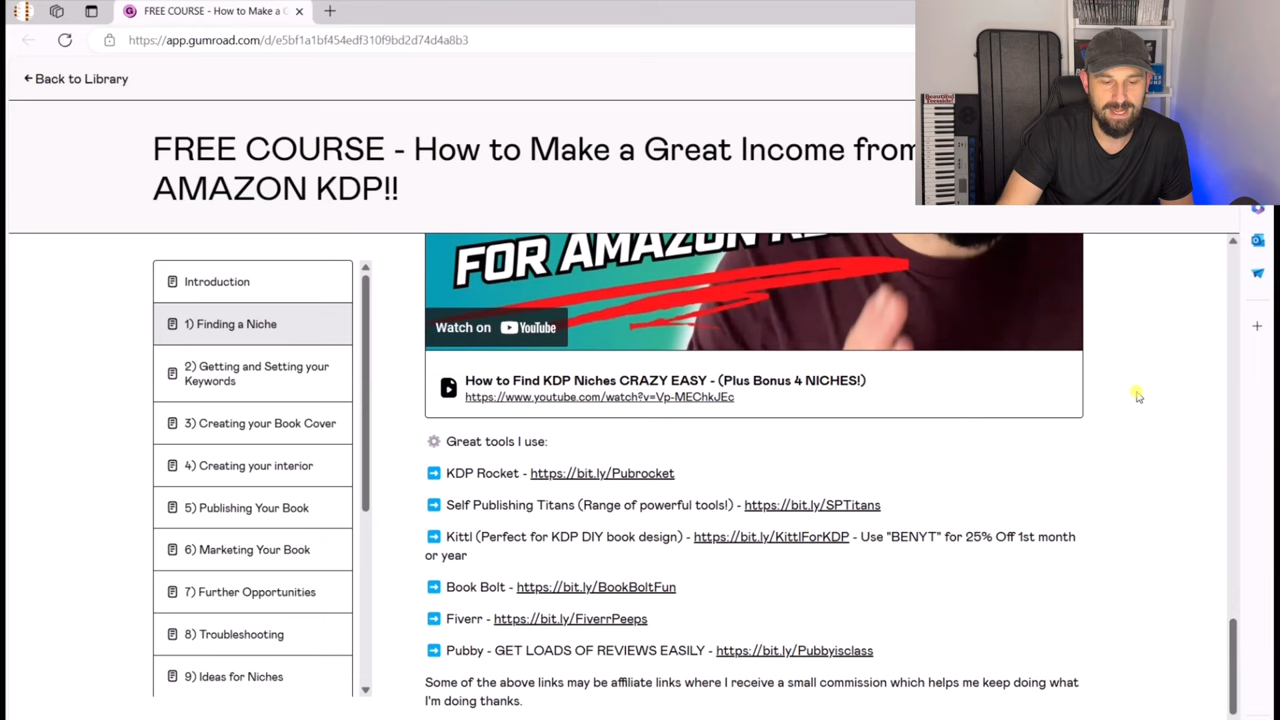 FREE COURSE - How to Make a C
https://app.gumroad.com/d/e5bf1a1bf454edf310f9bd2d74d4a8b3
Back to Library
FREE COURSE - How to Make a Great Income from
AMAZON KDP!!
Introduction
1) Finding a Niche
2) Getting and Setting your
Keywords
3) Creating your Book Cover
4) Creating your interior
5) Publishing Your Book
6) Marketing Your Book
7) Further Opportunities
8) Troubleshooting
9) Ideas for Niches
FOR AMAZON
Watch on YouTube
How to Find KDP Niches CRAZY EASY - (Plus Bonus 4 NICHES!)
https://www.youtube.com/watch?v=Vp-MEChkJEc
Great tools I use:
KDP Rocket - https://bit.ly/Pubrocket
Self Publishing Titans (Range of powerful tools!) - https://bit.ly/SPTitans
Kittl (Perfect for KDP DIY book design) - https://bit.ly/KittlForKDP - Use "BENYT" for 25% Off 1st month
or year
Book Bolt - https://bit.ly/BookBoltFun
Fiverr - https://bit.ly/FiverrPeeps
Pubby - GET LOADS OF REVIEWS EASILY - https://bit.ly/Pubbyisclass
Some of the above links may be affiliate links where I receive a small commission which helps me keep doing what
I'm doing thanks.